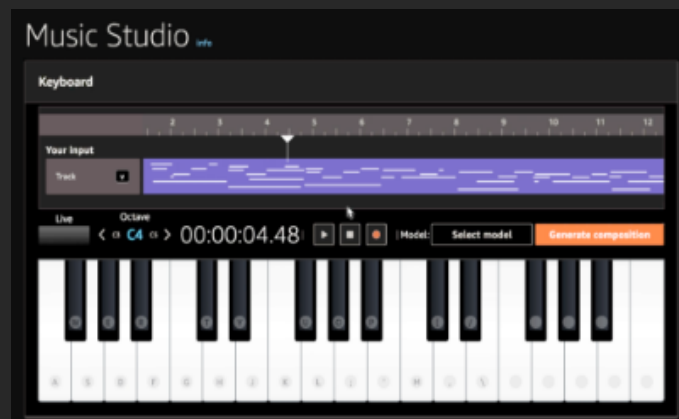 Music Studio info
Keyboard
2 3 4 5 6 7 8 9 10 11 12
Your input
Track
Live Octave
C4 00:00:04.48 Model: Select model Generate composition
W E R T Y U O P
A S D F G H J K L ; ' M